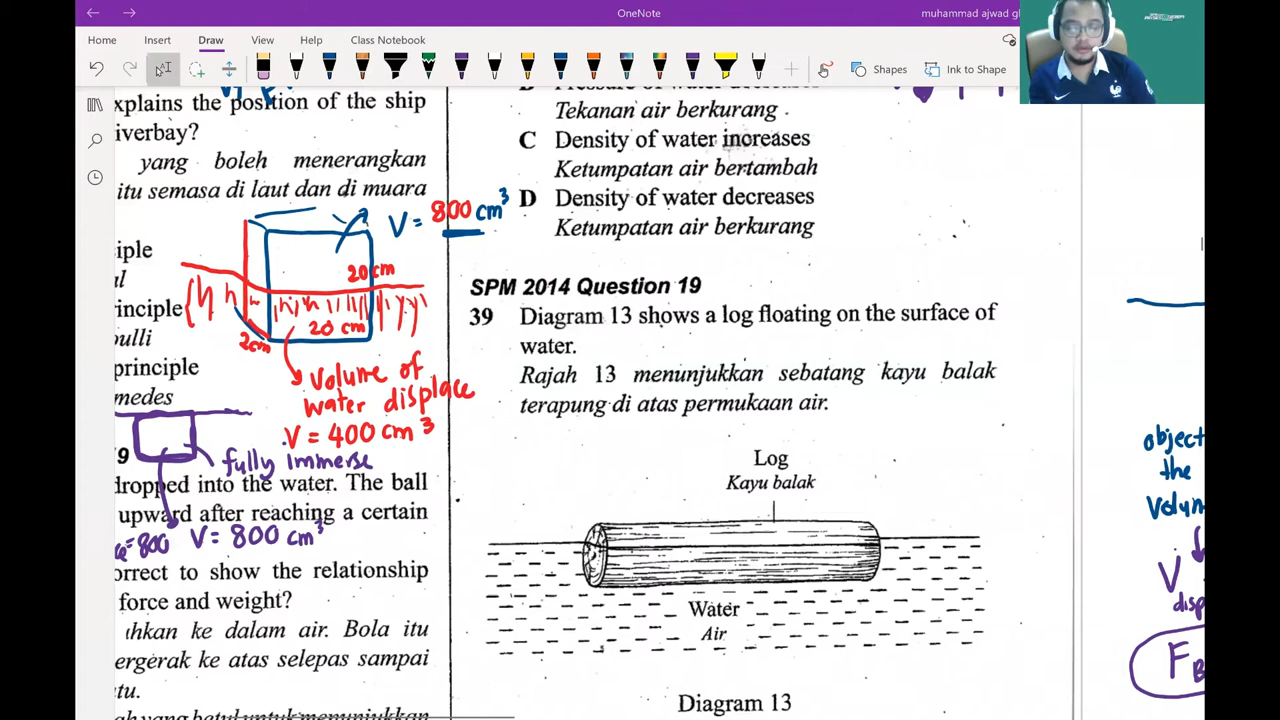 OneNote
muhammad ajwad gh
Home Insert Draw View Help Class Notebook
Shapes
Ink to Shape
explains the position of the ship
iverbay?
yang boleh menerangkan
itu semasa di laut dan di muara
V = 800 cm³
20 cm
20 cm
2cm
iple
al
rinciple
oulli
principle
medes
Volume of
water displace
V = 400 cm³
9
fully immerse
dropped into the water. The ball
upward after reaching a certain
V = 800 cm³
=800
orrect to show the relationship
force and weight?
ihkan ke dalam air. Bola itu
ergerak ke atas selepas sampai
tu.
Tekanan air berkurang
C Density of water increases
Ketumpatan air bertambah
D Density of water decreases
Ketumpatan air berkurang
SPM 2014 Question 19
39 Diagram 13 shows a log floating on the surface of
water.
Rajah 13 menunjukkan sebatang kayu balak
terapung di atas permukaan air.
Log
Kayu balak
Water
Air
Diagram 13
object
the
Volum
V
disp
F